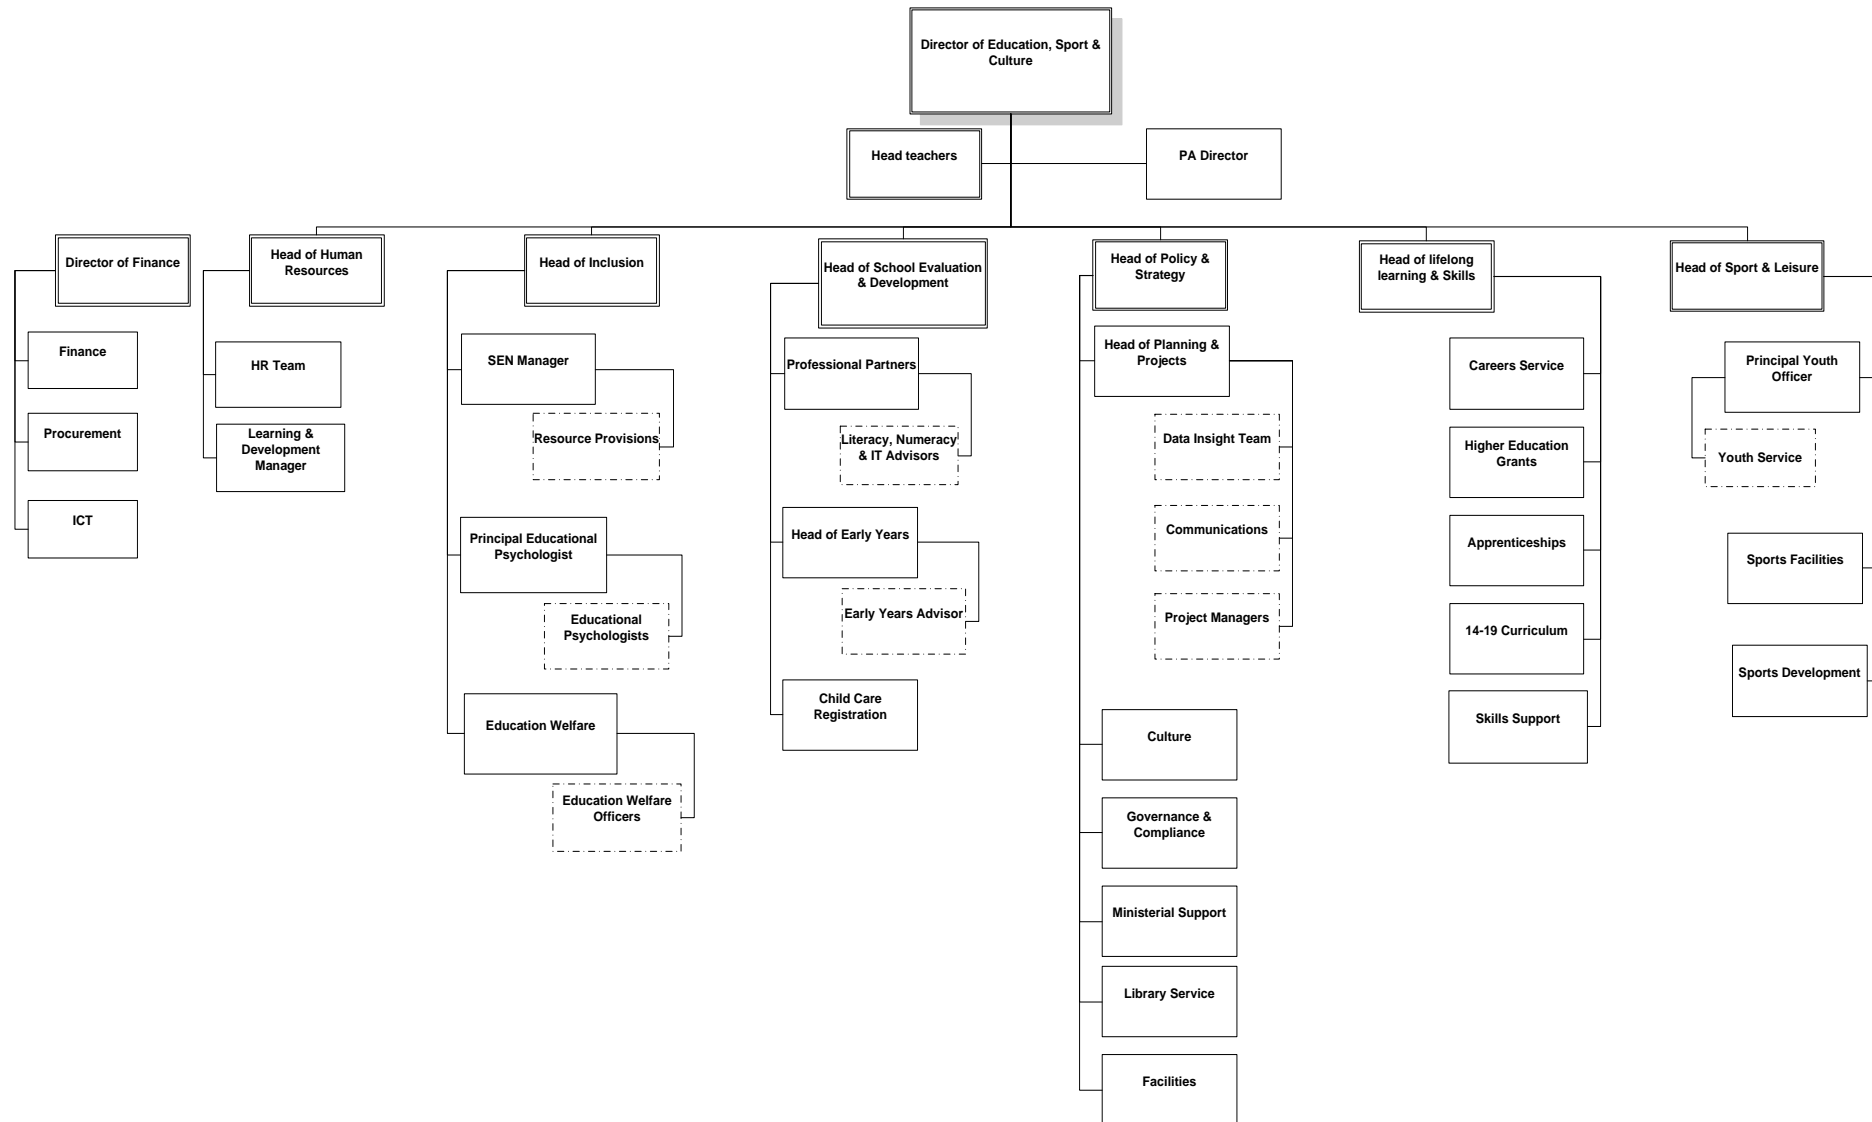 Director of Education, Sport &
Culture
Head teachers
PA Director
Director of Finance
Head of Human
Resources
Head of Inclusion
Head of School Evaluation
& Development
Head of Policy &
Strategy
Head of lifelong
learning & Skills
Head of Sport & Leisure
Finance
Procurement
ICT
HR Team
Learning &
Development
Manager
SEN Manager
Resource Provisions
Principal Educational
Psychologist
Educational
Psychologists
Education Welfare
Education Welfare
Officers
Professional Partners
Literacy, Numeracy
& IT Advisors
Head of Early Years
Early Years Advisor
Child Care
Registration
Head of Planning &
Projects
Data Insight Team
Communications
Project Managers
Culture
Governance &
Compliance
Ministerial Support
Library Service
Facilities
Careers Service
Higher Education
Grants
Apprenticeships
14-19 Curriculum
Skills Support
Principal Youth
Officer
Youth Service
Sports Facilities
Sports Development